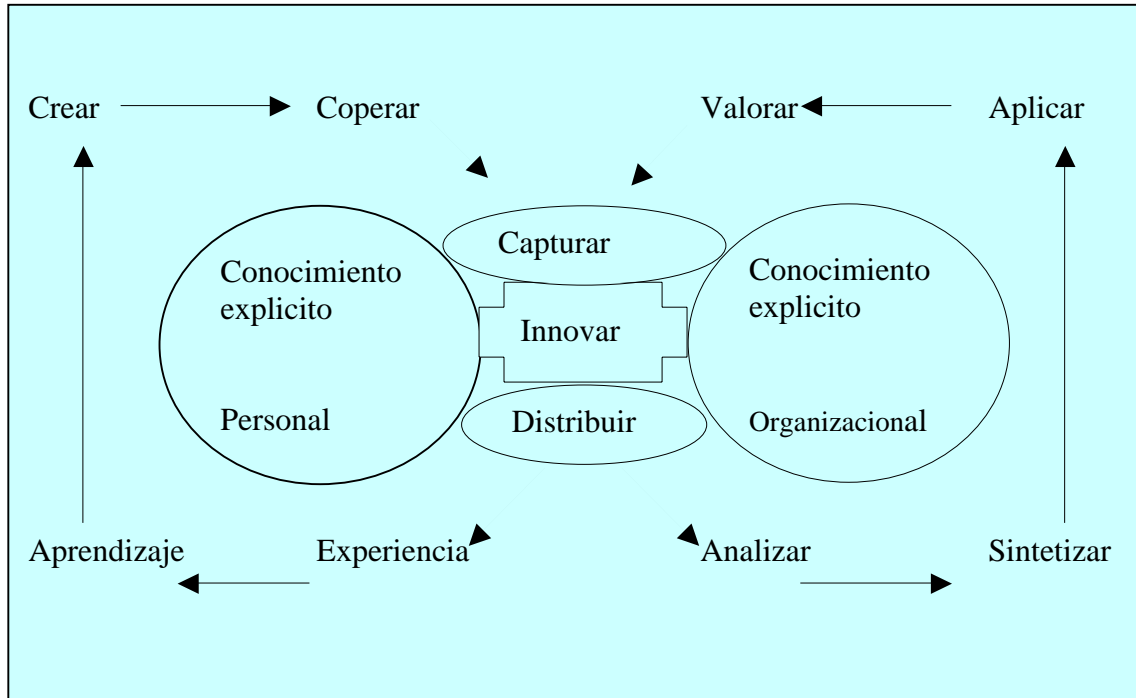 Crear
Coperar
Valorar
Aplicar
Capturar
Conocimiento
explicito
Conocimiento
explicito
Innovar
Personal
Distribuir
Organizacional
Aprendizaje
Experiencia
Analizar
Sintetizar